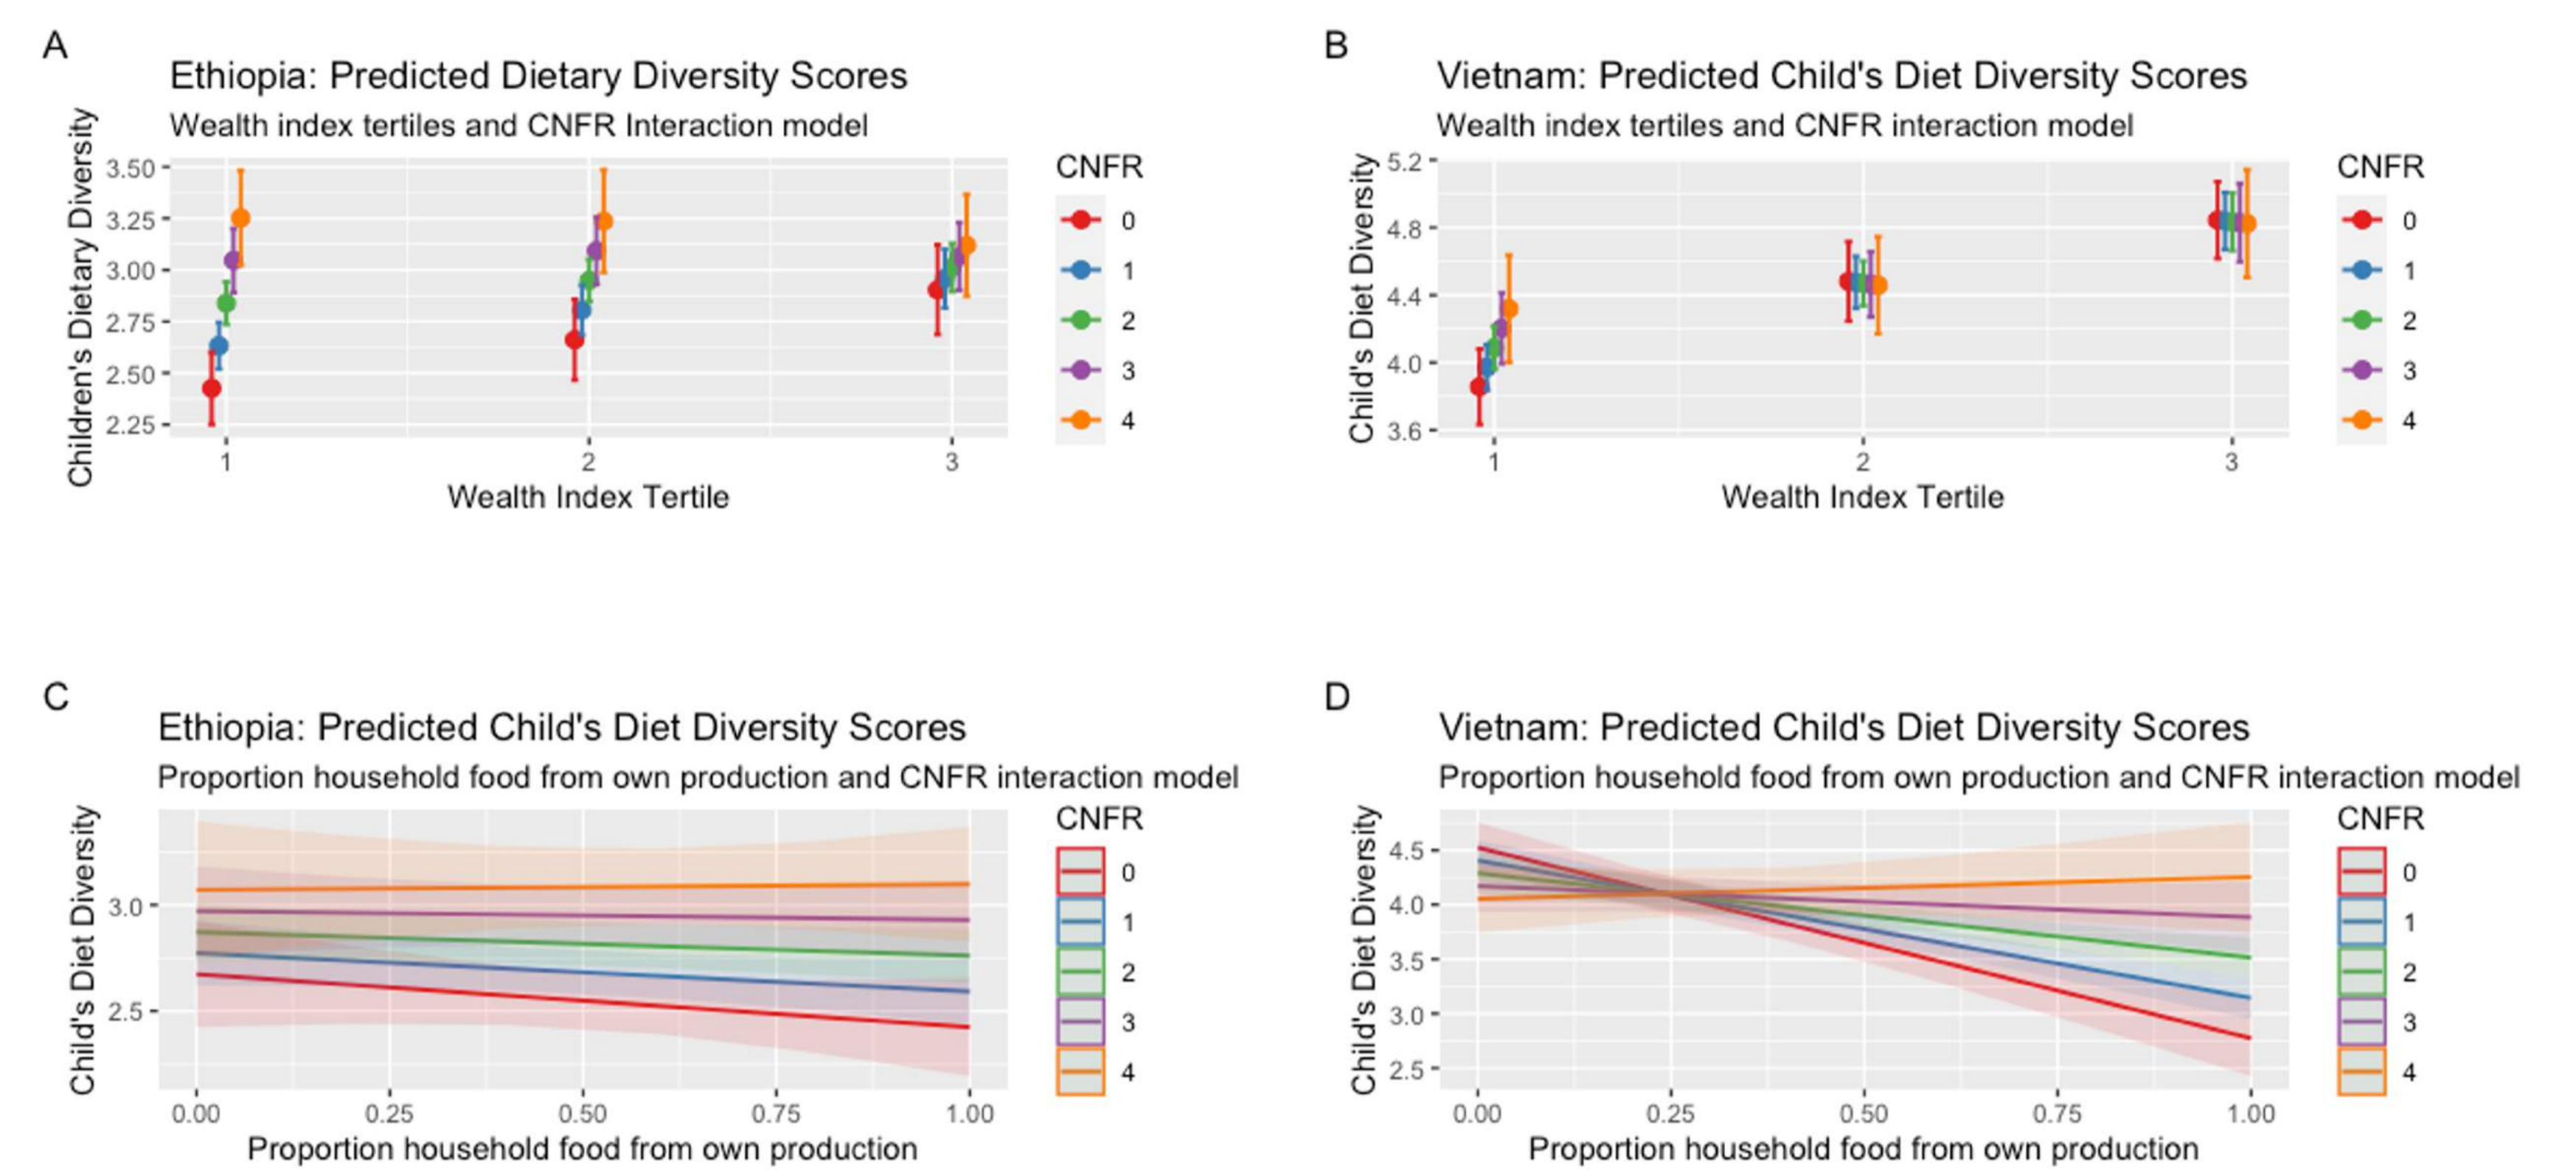 A
Ethiopia: Predicted Dietary Diversity Scores
Wealth index tertiles and CNFR Interaction model
Children's Dietary Diversity
3.50
3.25
3.00
2.75
2.50
2.25
1
2
3
Wealth Index Tertile
CNFR
0
1
2
3
4
B
Vietnam: Predicted Child's Diet Diversity Scores
Wealth index tertiles and CNFR interaction model
Child's Diet Diversity
5.2
4.8
4.4
4.0
3.6
1
2
3
Wealth Index Tertile
CNFR
0
1
2
3
4
C
Ethiopia: Predicted Child's Diet Diversity Scores
Proportion household food from own production and CNFR interaction model
Child's Diet Diversity
3.0
2.5
0.00
0.25
0.50
0.75
1.00
Proportion household food from own production
CNFR
0
1
2
3
4
D
Vietnam: Predicted Child's Diet Diversity Scores
Proportion household food from own production and CNFR interaction model
Child's Diet Diversity
4.5
4.0
3.5
3.0
2.5
0.00
0.25
0.50
0.75
1.00
Proportion household food from own production
CNFR
0
1
2
3
4